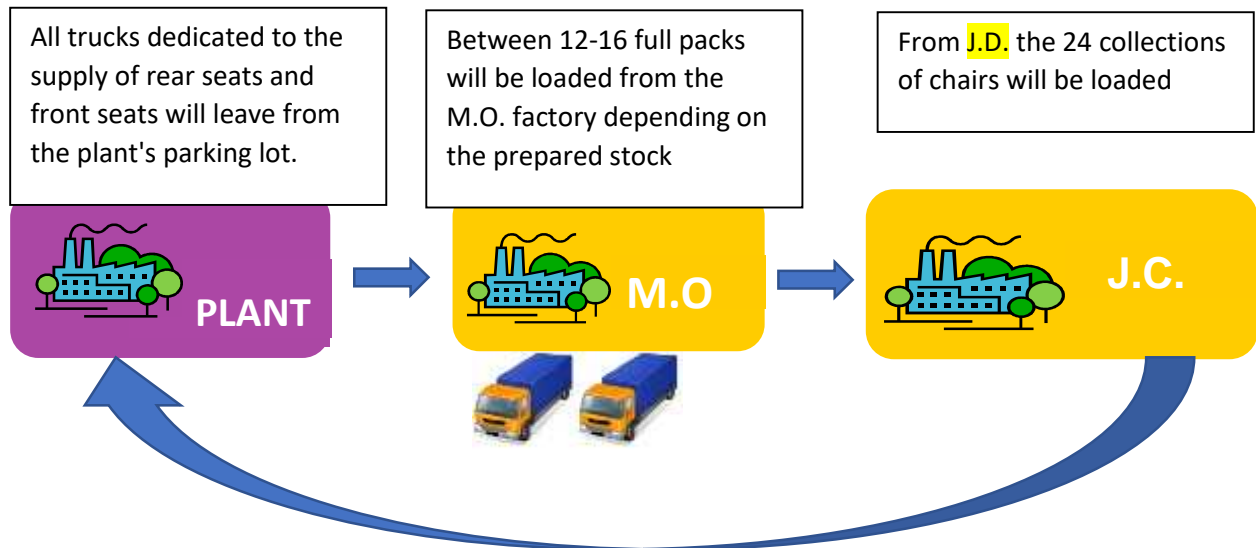 All trucks dedicated to the
supply of rear seats and
front seats will leave from
the plant's parking lot.
Between 12-16 full packs
will be loaded from the
M.O. factory depending on
the prepared stock
From J.D. the 24 collections
of chairs will be loaded
PLANT
M.O
J.C.